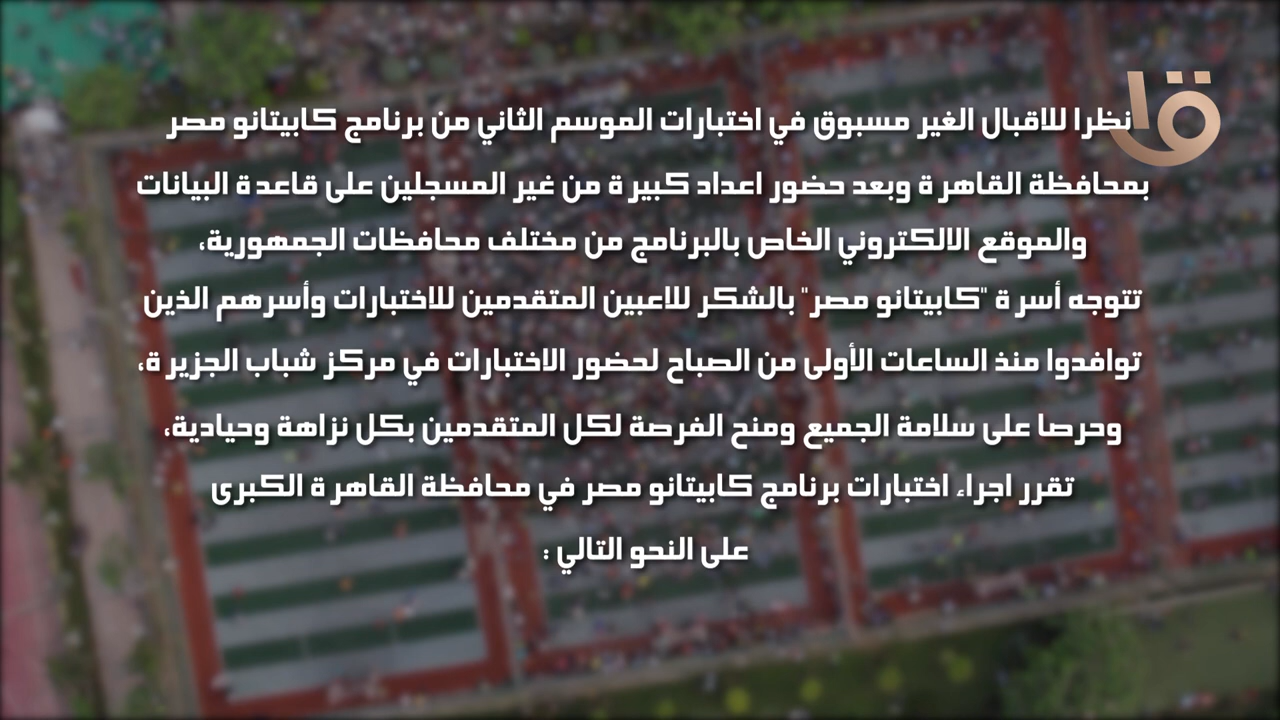 نظرا للاقبال الغير مسبوق في اختبارات الموسم الثاني من برنامج كابيتانو مصر
بمحافظة القاهرة وبعد حضور اعداد كبيرة من غير المسجلين على قاعدة البيانات
والموقع الالكتروني الخاص بالبرنامج من مختلف محافظات الجمهورية،
تتوجه أسرة "كابيتانو مصر" بالشكر للاعبين المتقدمين للاختبارات وأسرهم الذين
توافدوا منذ الساعات الأولى من الصباح لحضور الاختبارات في مركز شباب الجزيرة،
وحرصا على سلامة الجميع ومنح الفرصة لكل المتقدمين بكل نزاهة وحيادية،
تقرر اجراء اختبارات برنامج كابيتانو مصر في محافظة القاهرة الكبرى
على النحو التالي :